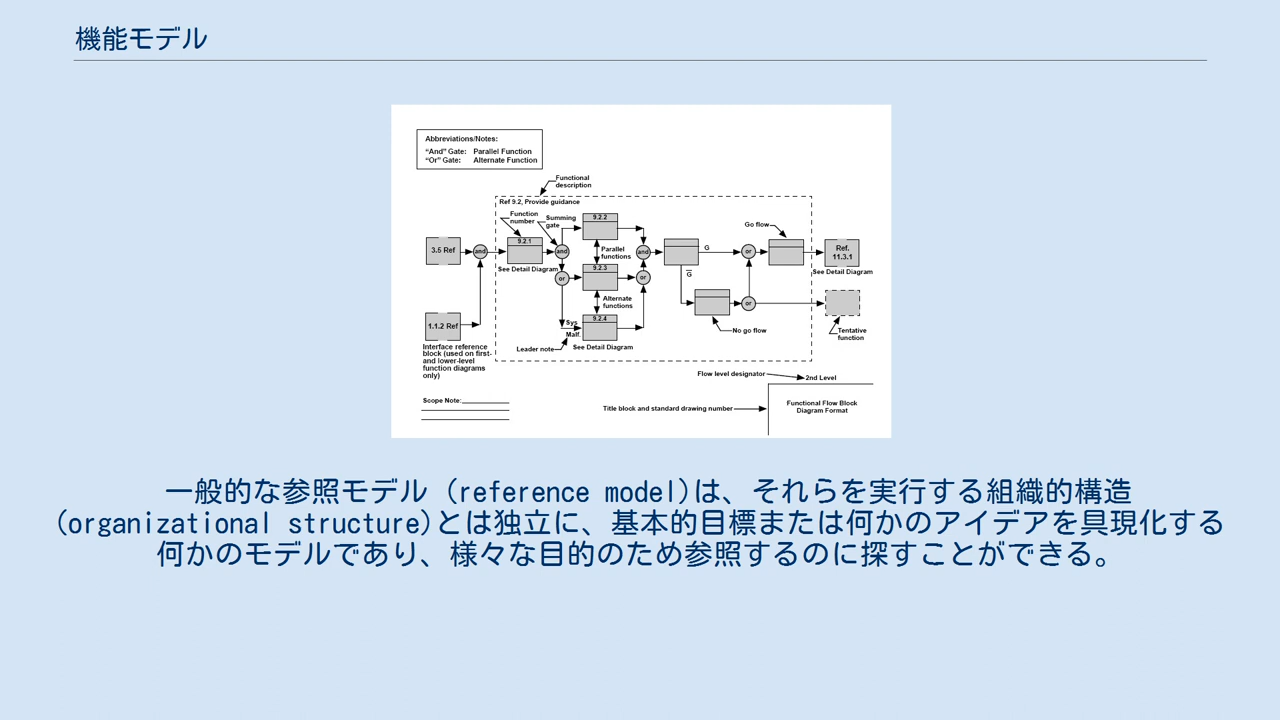 機能モデル
Abbreviations/Notes:
“And” Gate: Parallel Function
“Or” Gate: Alternate Function
Functional
description
Ref 9.2, Provide guidance
Function
number
Summing
gate
9.2.1
9.2.2
Go flow
3.5 Ref
and
and
Parallel
functions
and
G
or
Ref.
11.3.1
See Detail Diagram
See Detail Diagram
or
9.2.3
or
G
Alternate
functions
or
1.1.2 Ref
Sys
Malf.
9.2.4
No go flow
Tentative
function
Leader note
See Detail Diagram
Interface reference
block (used on first-
and lower-level
function diagrams
only)
Flow level designator
2nd Level
Scope Note:
Title block and standard drawing number
Functional Flow Block
Diagram Format
一般的な参照モデル (reference model)は、それらを実行する組織的構造
(organizational structure)とは独立に、基本的目標または何かのアイデアを具現化する
何かのモデルであり、様々な目的のため参照するのに探すことができる。